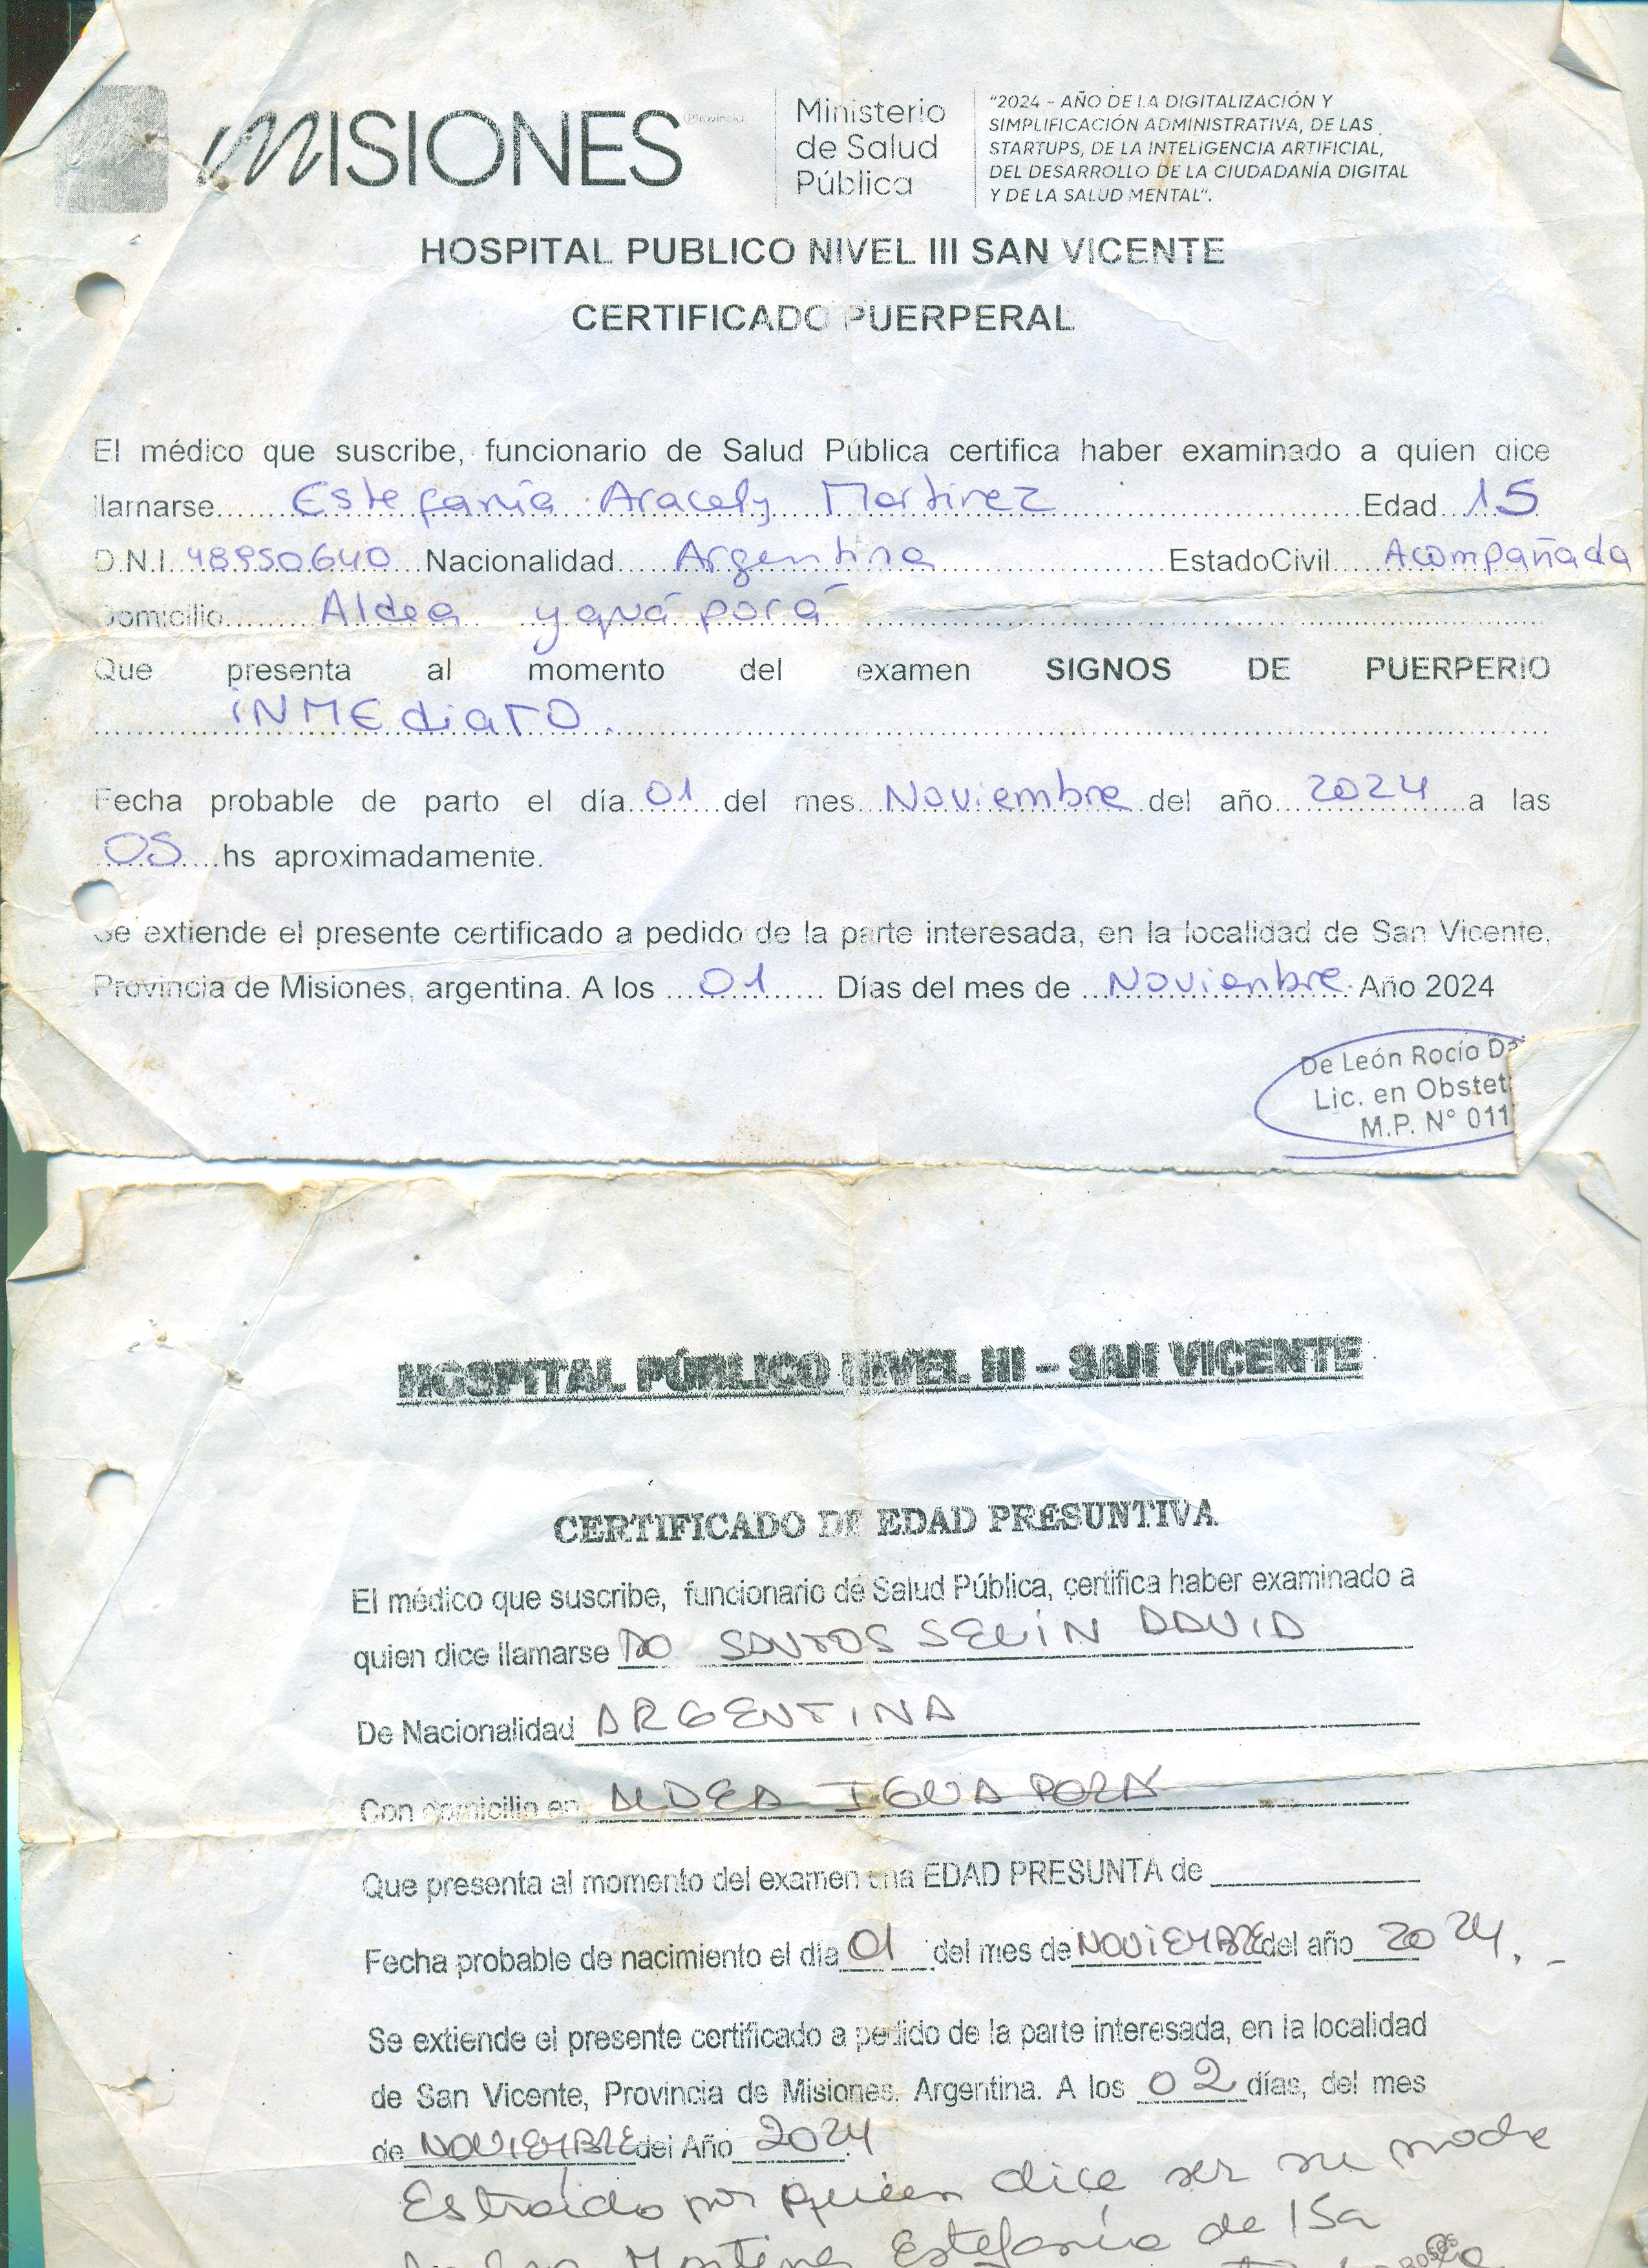 MISIONES Provincia
Ministerio
de Salud
Pública
"2024 - AÑO DE LA DIGITALIZACIÓN Y
SIMPLIFICACIÓN ADMINISTRATIVA, DE LAS
STARTUPS, DE LA INTELIGENCIA ARTIFICIAL,
DEL DESARROLLO DE LA CIUDADANÍA DIGITAL
Y DE LA SALUD MENTAL".
HOSPITAL PUBLICO NIVEL III SAN VICENTE
CERTIFICADO PUERPERAL
El médico que suscribe, funcionario de Salud Pública certifica haber examinado a quien dice
llamarse...... Estefanía Aracely Martinez ...... Edad 15
D.N.I. 48950640 Nacionalidad Argentina EstadoCivil Acompañada
Domicilio Aldea yguá porá
Que presenta al momento del examen SIGNOS DE PUERPERIO
iNMEdiaTO.
Fecha probable de parto el día 01 del mes Noviembre del año 2024 a las
05 hs aproximadamente.
Se extiende el presente certificado a pedido de la parte interesada, en la localidad de San Vicente,
Provincia de Misiones, argentina. A los 01 Días del mes de Noviembre. Año 2024
De León Rocío Da
Lic. en Obstet
M.P. N° 011
HOSPITAL PÚBLICO NIVEL III - SAN VICENTE
CERTIFICADO DE EDAD PRESUNTIVA
El médico que suscribe, funcionario de Salud Pública, certifica haber examinado a
quien dice llamarse DO SANTOS DAVID
De Nacionalidad ARGENTINA
Con domicilio en ALDEA IGUA PORÁ
Que presenta al momento del examen una EDAD PRESUNTA de
Fecha probable de nacimiento el día 01 del mes de NOVIEMBRE del año 2024.-
Se extiende el presente certificado a pedido de la parte interesada, en la localidad
de San Vicente, Provincia de Misiones. Argentina. A los 02 días, del mes
de NOVIEMBRE del Año 2024
Estraído por quien dice ser su madre
Estefanía de 15a